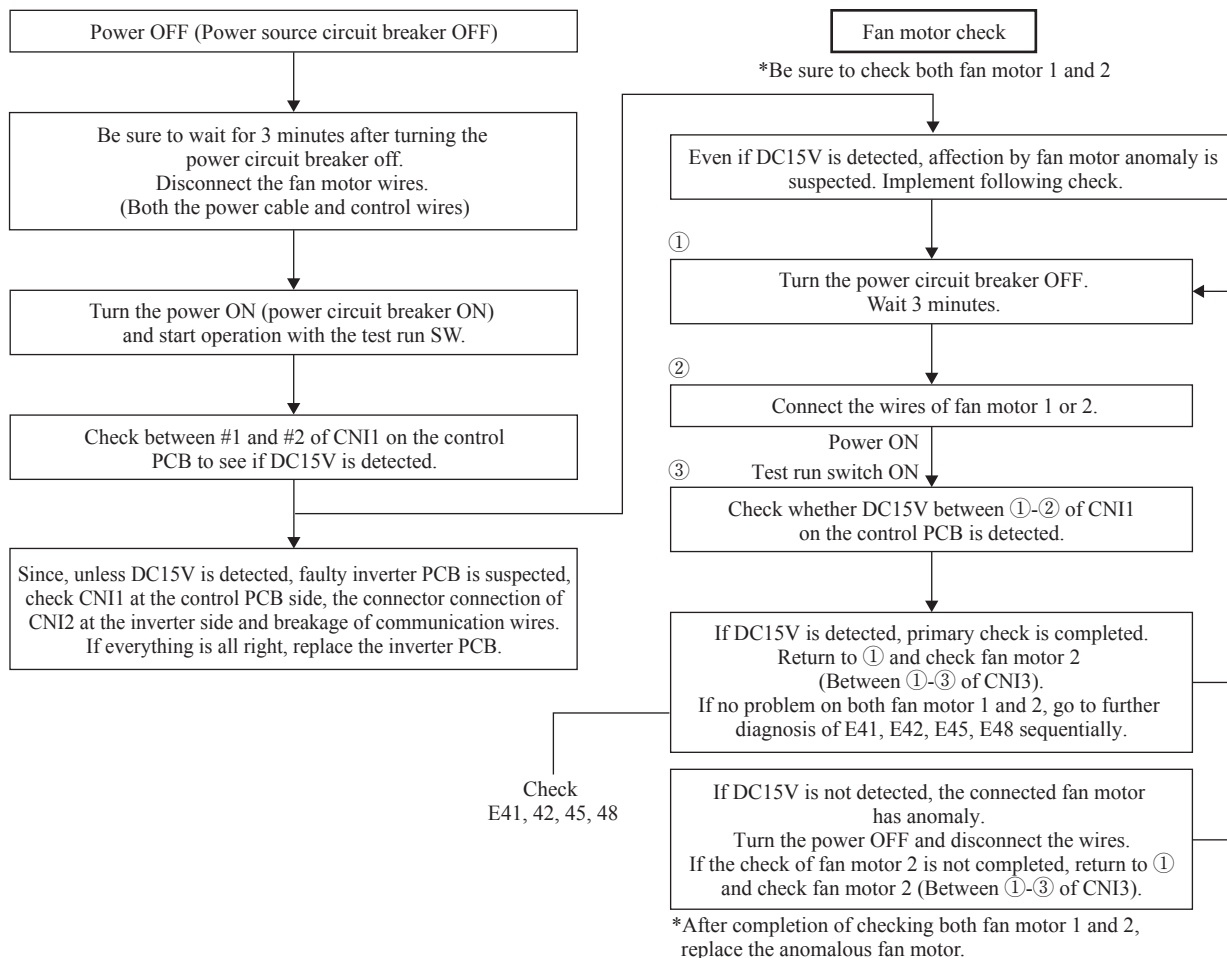 Power OFF (Power source circuit breaker OFF)
Be sure to wait for 3 minutes after turning the
power circuit breaker off.
Disconnect the fan motor wires.
(Both the power cable and control wires)
Turn the power ON (power circuit breaker ON)
and start operation with the test run SW.
Check between #1 and #2 of CNI1 on the control
PCB to see if DC15V is detected.
Since, unless DC15V is detected, faulty inverter PCB is suspected,
check CNI1 at the control PCB side, the connector connection of
CNI2 at the inverter side and breakage of communication wires.
If everything is all right, replace the inverter PCB.
Fan motor check
*Be sure to check both fan motor 1 and 2
Even if DC15V is detected, affection by fan motor anomaly is
suspected. Implement following check.
①
Turn the power circuit breaker OFF.
Wait 3 minutes.
②
Connect the wires of fan motor 1 or 2.
Power ON
③
Test run switch ON
Check whether DC15V between ①-② of CNI1
on the control PCB is detected.
If DC15V is detected, primary check is completed.
Return to ① and check fan motor 2
(Between ①-③ of CNI3).
If no problem on both fan motor 1 and 2, go to further
diagnosis of E41, E42, E45, E48 sequentially.
Check
E41, 42, 45, 48
If DC15V is not detected, the connected fan motor
has anomaly.
Turn the power OFF and disconnect the wires.
If the check of fan motor 2 is not completed, return to ①
and check fan motor 2 (Between ①-③ of CNI3).
*After completion of checking both fan motor 1 and 2,
replace the anomalous fan motor.